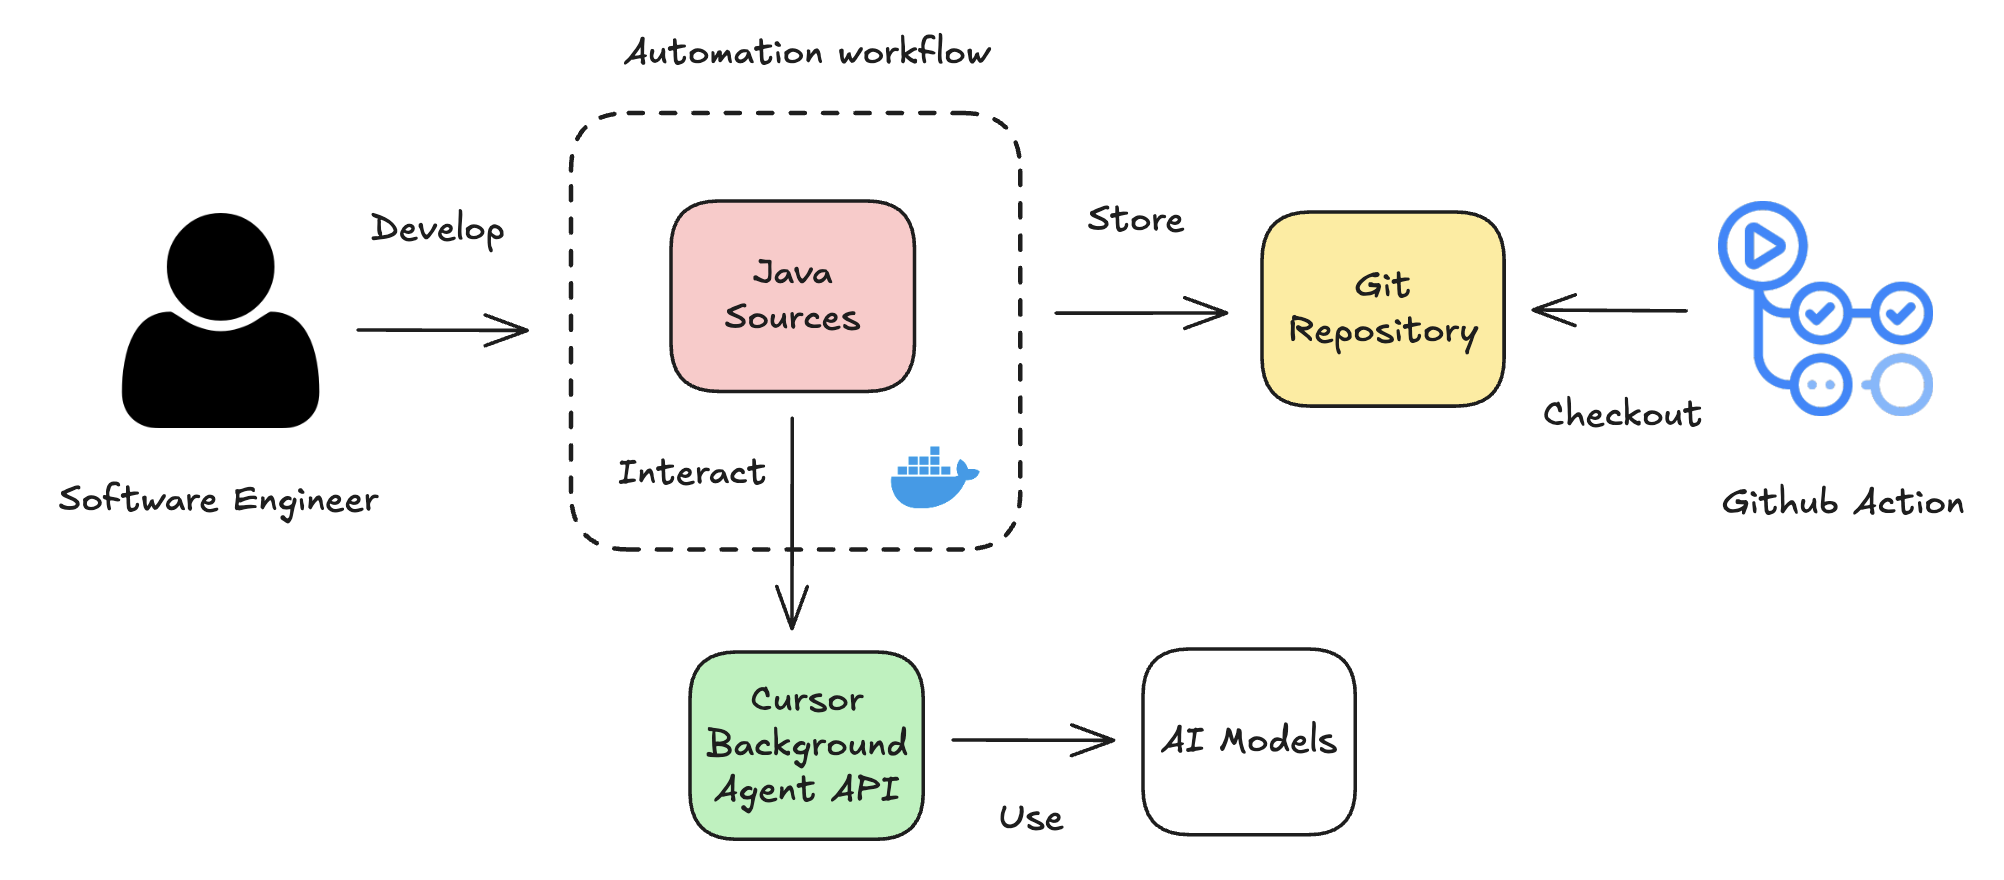 Automation workflow
Develop
Java
Sources
Store
Git
Repository
Checkout
Interact
Software Engineer
Github Action
Cursor
Background
Agent API
AI Models
Use